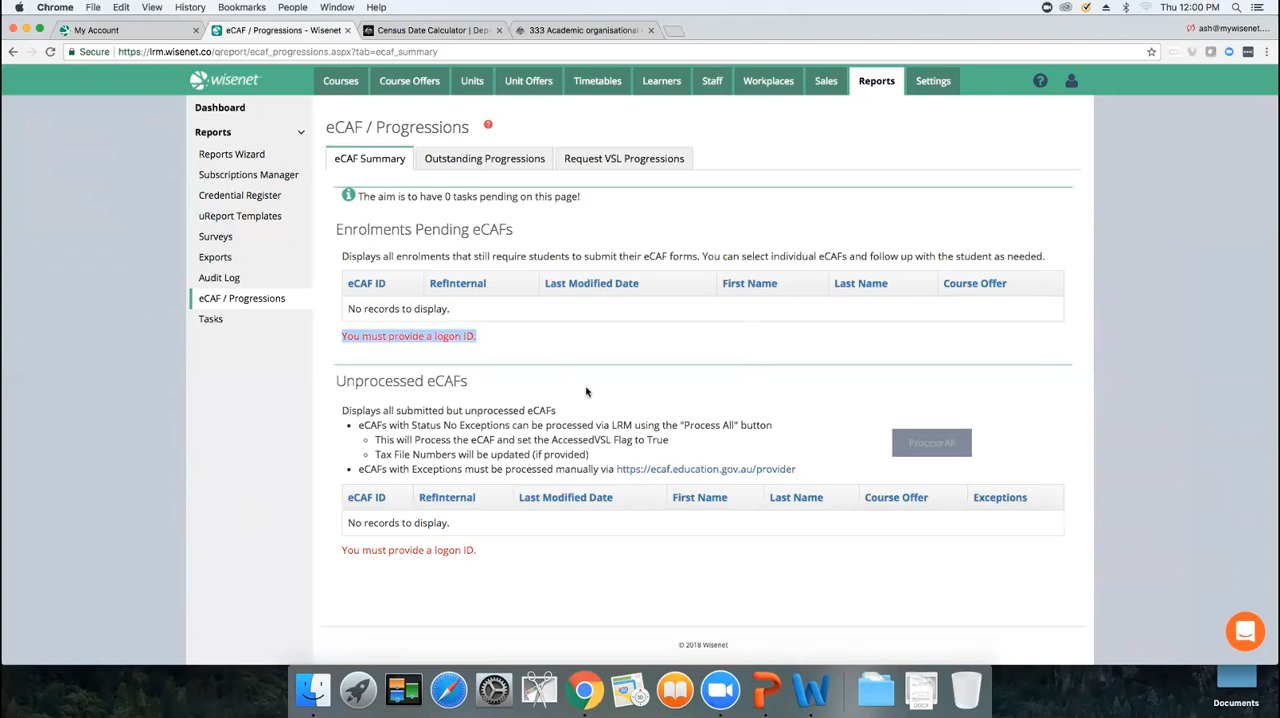 Chrome File Edit View History Bookmarks People Window Help Thu 12:00 PM
My Account eCAF / Progressions - Wisenet Census Date Calculator | Dep 333 Academic organisational ash@mywisenet....
Secure https://lrm.wisenet.co/qreport/ecaf_progressions.aspx?tab=ecaf_summary
wisenet Courses Course Offers Units Unit Offers Timetables Learners Staff Workplaces Sales Reports Settings
Dashboard
Reports
Reports Wizard
Subscriptions Manager
Credential Register
uReport Templates
Surveys
Exports
Audit Log
eCAF / Progressions
Tasks
eCAF / Progressions
eCAF Summary Outstanding Progressions Request VSL Progressions
The aim is to have 0 tasks pending on this page!
Enrolments Pending eCAFs
Displays all enrolments that still require students to submit their eCAF forms. You can select individual eCAFs and follow up with the student as needed.
eCAF ID RefInternal Last Modified Date First Name Last Name Course Offer
No records to display.
You must provide a logon ID.
Unprocessed eCAFs
Displays all submitted but unprocessed eCAFs
• eCAFs with Status No Exceptions can be processed via LRM using the "Process All" button
This will Process the eCAF and set the AccessedVSL Flag to True
Tax File Numbers will be updated (if provided)
• eCAFs with Exceptions must be processed manually via https://ecaf.education.gov.au/provider
Process All
eCAF ID RefInternal Last Modified Date First Name Last Name Course Offer Exceptions
No records to display.
You must provide a logon ID.
© 2018 Wisenet
Documents